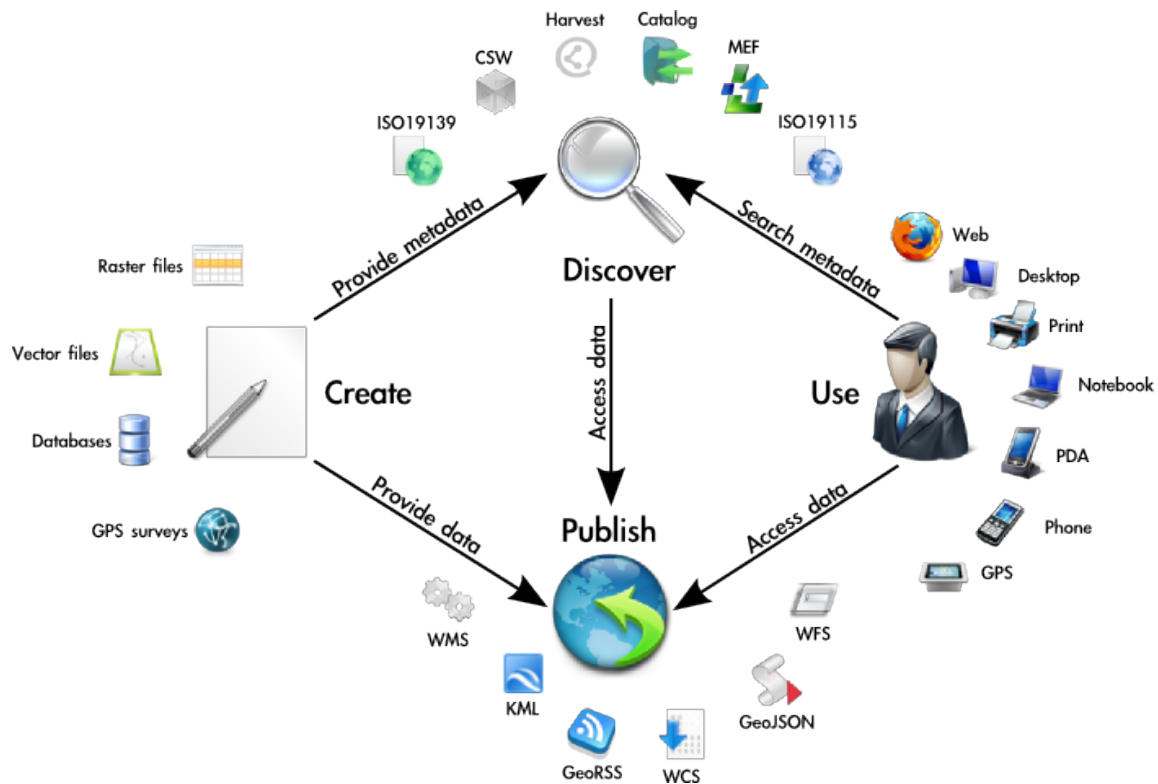 Harvest
Catalog
CSW
MEF
ISO19139
ISO19115
Provide metadata
Search metadata
Web
Raster files
Discover
Desktop
Print
Vector files
Create
Access data
Use
Notebook
Databases
PDA
Provide data
Publish
Access data
GPS surveys
Phone
GPS
WMS
WFS
KML
GeoJSON
GeoRSS
WCS